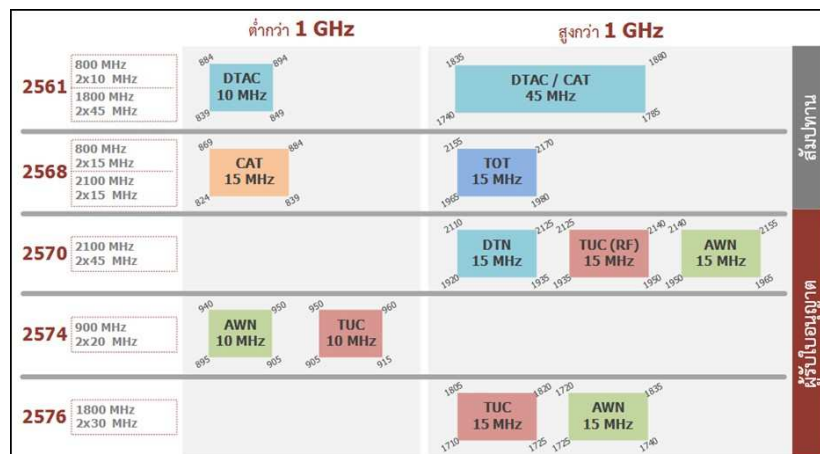 ต่ำกว่า 1 GHz
สูงกว่า 1 GHz
2561
800 MHz
2x10 MHz
1800 MHz
2x45 MHz
884
894
DTAC
10 MHz
839
849
1835
1880
DTAC / CAT
45 MHz
1740
1785
สัมปทาน
2568
800 MHz
2x15 MHz
2100 MHz
2x15 MHz
869
884
CAT
15 MHz
824
839
2155
2170
TOT
15 MHz
1965
1980
2570
2100 MHz
2x45 MHz
2110
2125
DTN
15 MHz
1920
1935
2125
2140
TUC (RF)
15 MHz
1935
1950
2140
2155
AWN
15 MHz
1950
1965
ผู้รับใบอนุญาต
2574
900 MHz
2x20 MHz
940
950
AWN
10 MHz
895
905
950
960
TUC
10 MHz
905
915
2576
1800 MHz
2x30 MHz
1805
1820
TUC
15 MHz
1710
1725
1720
1835
AWN
15 MHz
1725
1740